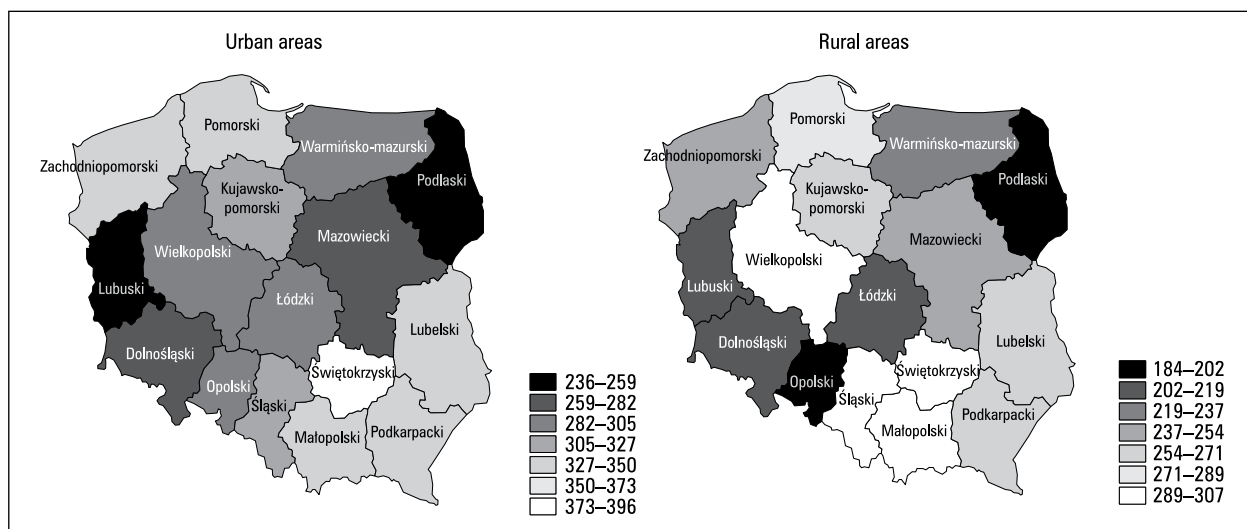 Urban areas
Pomorski
Zachodniopomorski
Warmińsko-mazurski
Kujawsko-
pomorski
Podlaski
Mazowiecki
Wielkopolski
Lubuski
Łódzki
Lubelski
Dolnośląski
Świętokrzyski
Opolski
Śląski
Małopolski
Podkarpacki
236–259
259–282
282–305
305–327
327–350
350–373
373–396
Rural areas
Pomorski
Zachodniopomorski
Warmińsko-mazurski
Kujawsko-
pomorski
Podlaski
Mazowiecki
Wielkopolski
Lubuski
Łódzki
Lubelski
Dolnośląski
Świętokrzyski
Opolski
Śląski
Małopolski
Podkarpacki
184–202
202–219
219–237
237–254
254–271
271–289
289–307